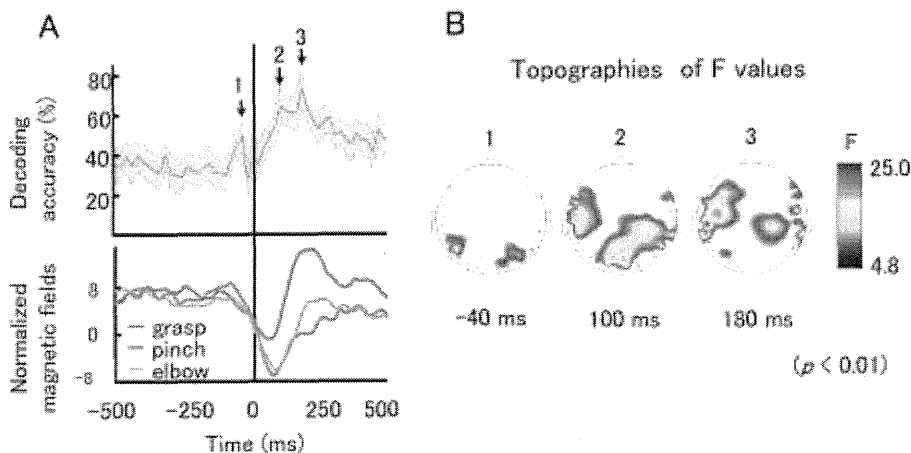 A
Decoding accuracy (%)
80
60
40
20
1
2
3
Normalized magnetic fields
8
0
-8
grasp
pinch
elbow
-500
-250
0
250
500
Time (ms)
B
Topographies of F values
1
2
3
F
25.0
4.8
-40 ms
100 ms
180 ms
(p < 0.01)